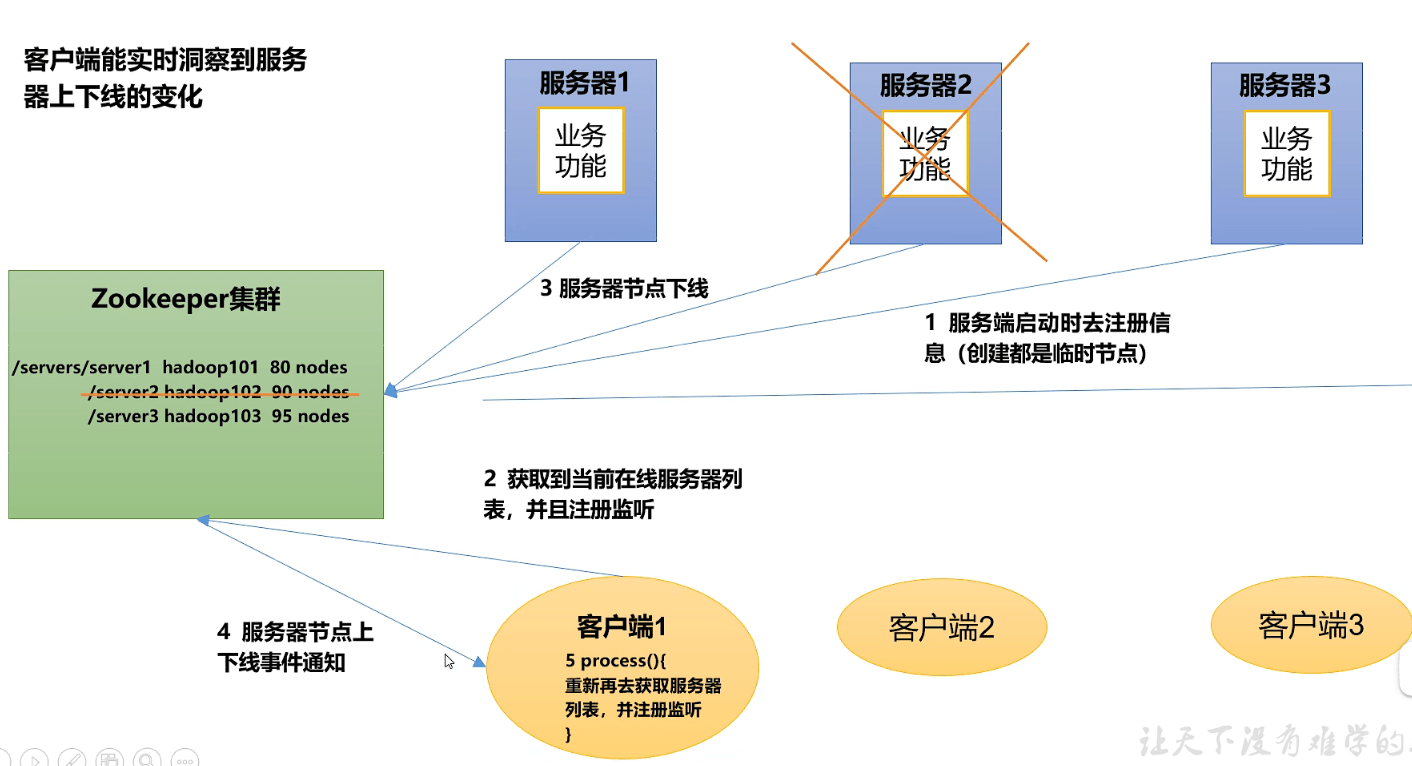 客户端能实时洞察到服务
器上下线的变化
服务器1
业务
功能
服务器2
业务
功能
服务器3
业务
功能
3 服务器节点下线
1 服务端启动时去注册信
息（创建都是临时节点）
Zookeeper集群
/servers/server1 hadoop101 80 nodes
/server2 hadoop102 90 nodes
/server3 hadoop103 95 nodes
2 获取到当前在线服务器列
表，并且注册监听
4 服务器节点上
下线事件通知
客户端1
5 process(){
重新再去获取服务器
列表，并注册监听
}
客户端2
客户端3
让天下没有难学的